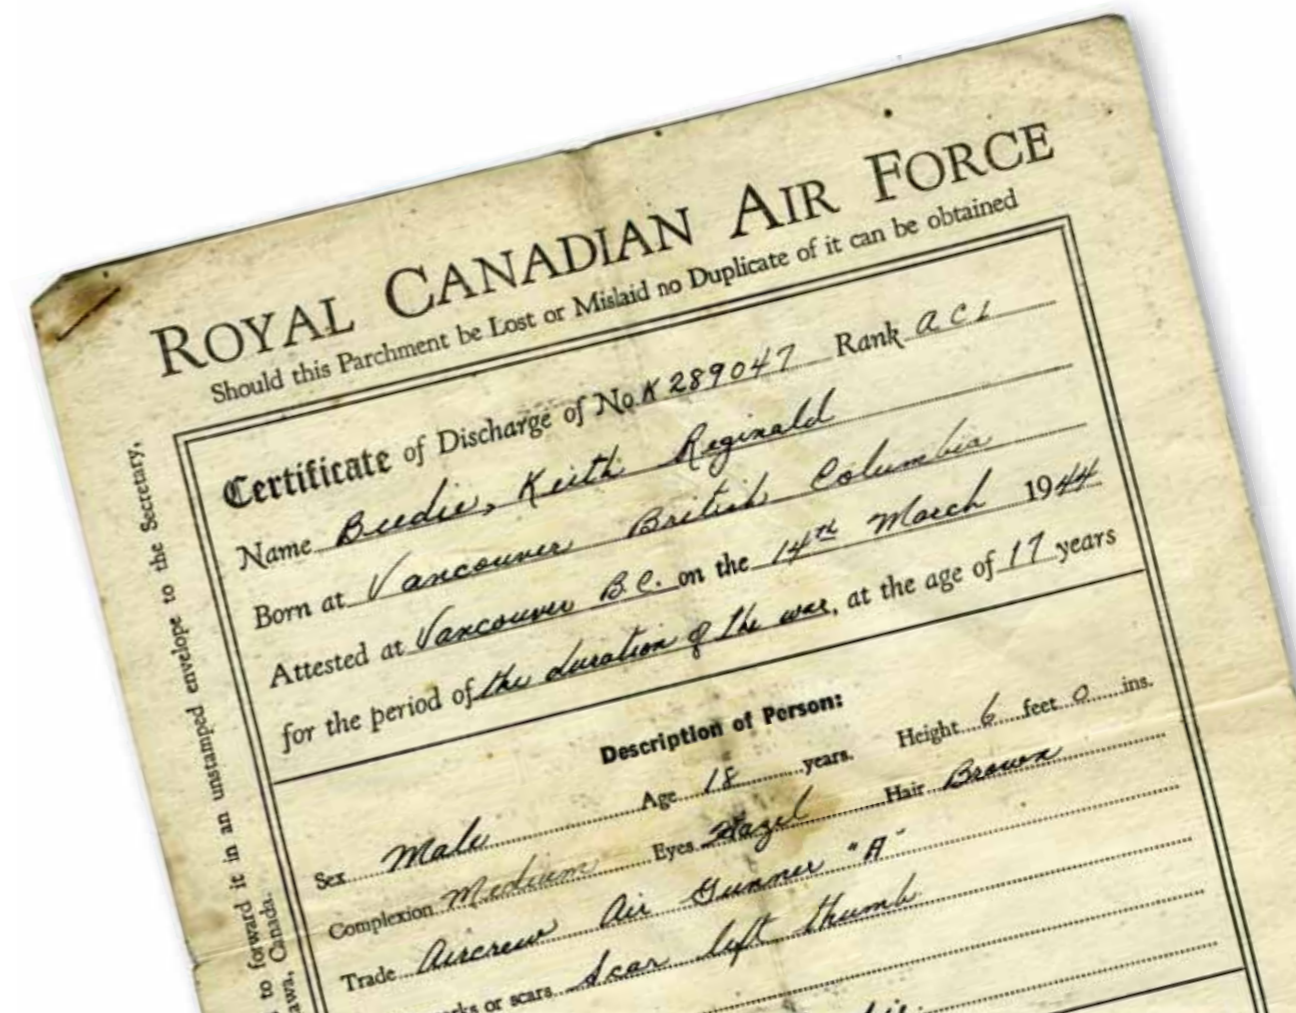 ROYAL CANADIAN AIR FORCE
Should this Parchment be Lost or Mislaid no Duplicate of it can be obtained
Certificate of Discharge of No K 289047 Rank AC1
Name Beedie, Keith Reginald
Born at Vancouver British Columbia
Attested at Vancouver B.C. on the 14th March 1944
for the period of the duration of the war, at the age of 17 years
Description of Person:
Sex Male Age 18 years. Height 6 feet 0 ins.
Complexion Medium Eyes Hazel Hair Brown
Trade Aircrew Air Gunner "A"
or scars Scar left thumb
to forward it in an unstamped envelope to the Secretary,
Canada.